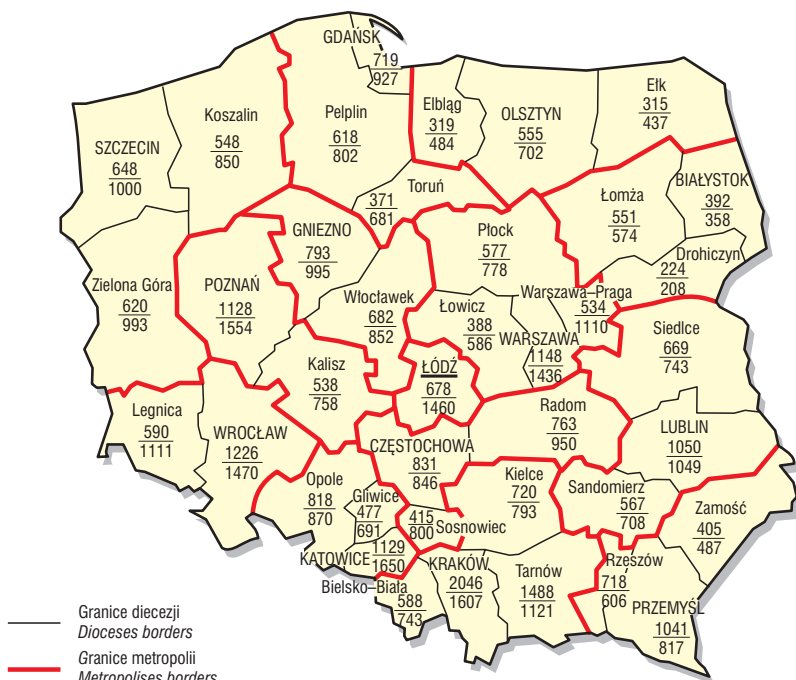 GDAŃSK
719
927
Koszalin
548
850
Pelplin
618
802
Elbląg
319
484
OLSZTYN
555
702
Ełk
315
437
SZCZECIN
648
1000
Toruń
371
681
Łomża
551
574
BIAŁYSTOK
392
358
GNIEZNO
793
995
Płock
577
778
Drohiczyn
224
208
Zielona Góra
620
993
POZNAŃ
1128
1554
Włocławek
682
852
Łowicz
388
586
Warszawa–Praga
534
1110
WARSZAWA
1148
1436
Siedlce
669
743
Kalisz
538
758
ŁÓDŹ
678
1460
Legnica
590
1111
WROCŁAW
1226
1470
Radom
763
950
LUBLIN
1050
1049
CZĘSTOCHOWA
831
846
Opole
818
870
Gliwice
477
691
Kielce
720
793
Sandomierz
567
708
Zamość
405
487
415
800
Sosnowiec
KATOWICE
1129
1650
KRAKÓW
2046
1607
Tarnów
1488
1121
Rzeszów
718
606
PRZEMYŚL
1041
817
Bielsko–Biała
588
743
Granice diecezji
Dioceses borders
Granice metropolii
Metropolises borders